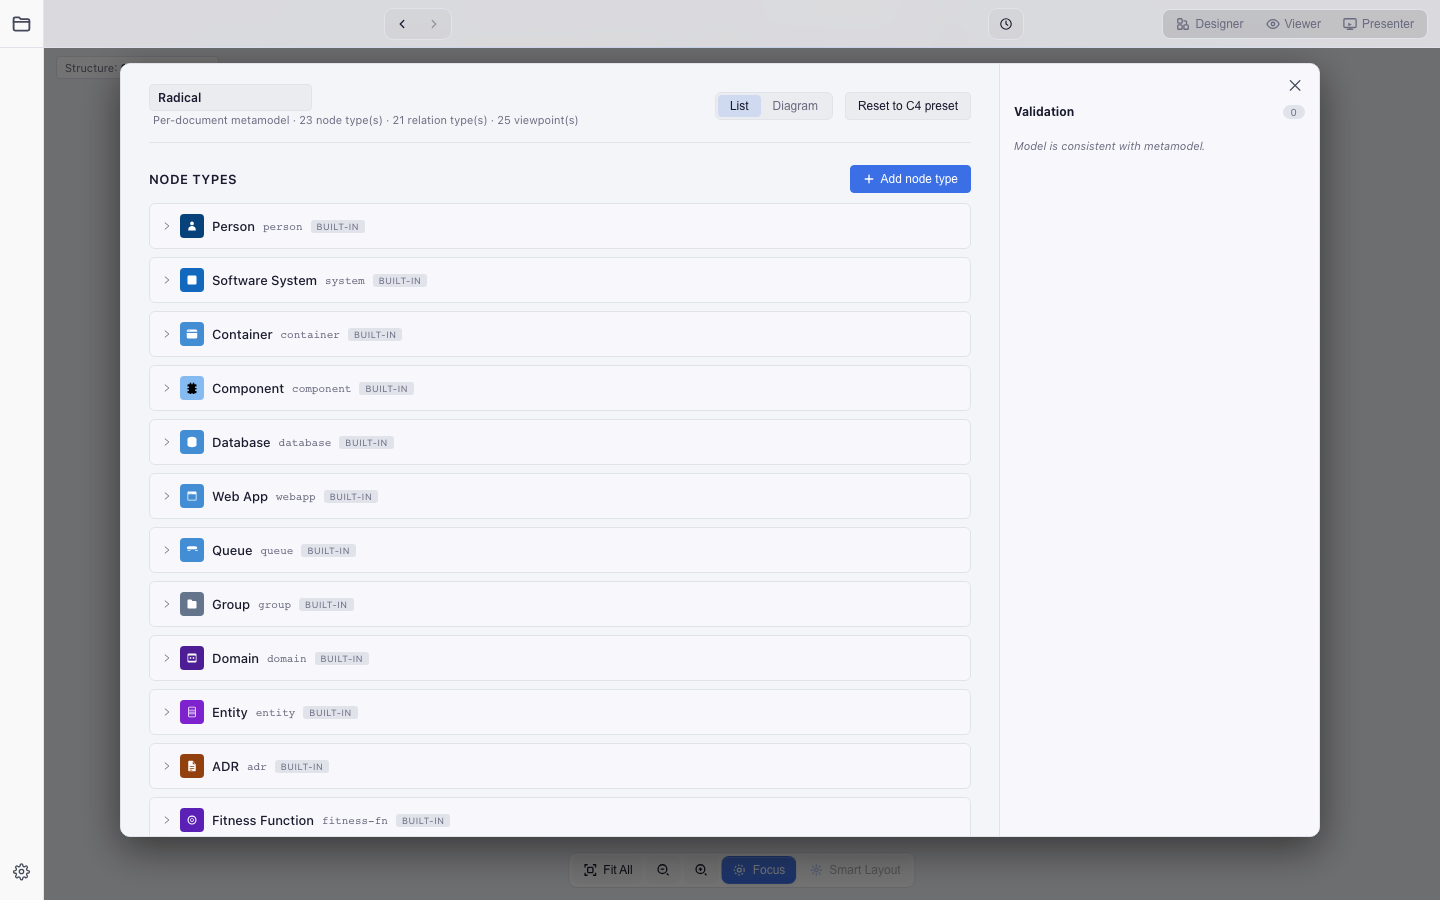 Designer
Viewer
Presenter
Structure:
Radical
Per-document metamodel · 23 node type(s) · 21 relation type(s) · 25 viewpoint(s)
List
Diagram
Reset to C4 preset
Validation
0
Model is consistent with metamodel.
NODE TYPES
Add node type
Person person BUILT-IN
Software System system BUILT-IN
Container container BUILT-IN
Component component BUILT-IN
Database database BUILT-IN
Web App webapp BUILT-IN
Queue queue BUILT-IN
Group group BUILT-IN
Domain domain BUILT-IN
Entity entity BUILT-IN
ADR adr BUILT-IN
Fitness Function fitness-fn BUILT-IN
Fit All
Focus
Smart Layout